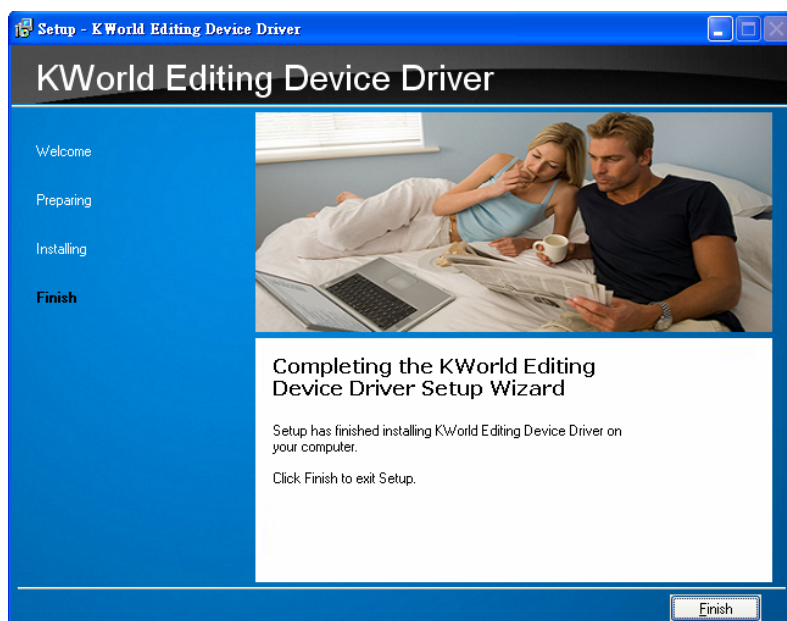 Setup - KWorld Editing Device Driver
KWorld Editing Device Driver
Welcome
Preparing
Installing
Finish
Completing the KWorld Editing
Device Driver Setup Wizard
Setup has finished installing KWorld Editing Device Driver on
your computer.
Click Finish to exit Setup.
Finish